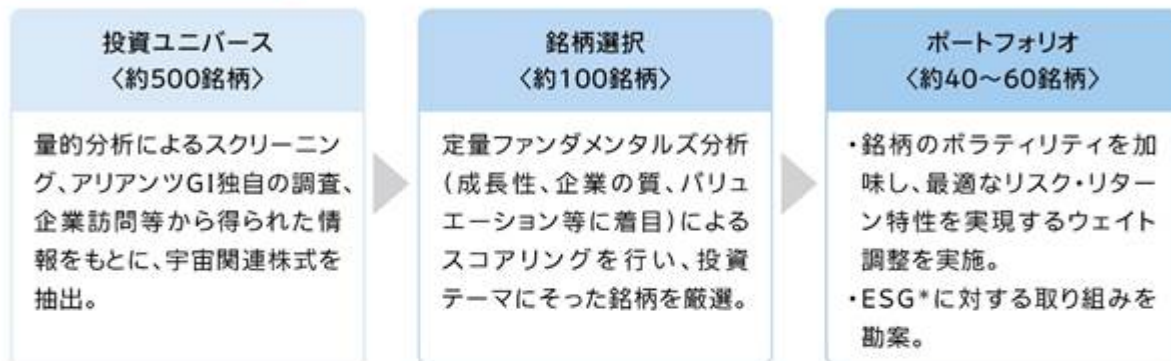 投資ユニバース
〈約500銘柄〉
量的分析によるスクリーニン
グ、アリアンツGI独自の調査、
企業訪問等から得られた情
報をもとに、宇宙関連株式を
抽出。
銘柄選択
〈約100銘柄〉
定量ファンダメンタルズ分析
(成長性、企業の質、バリュ
エーション等に着目)による
スコアリングを行い、投資
テーマにそった銘柄を厳選。
ポートフォリオ
〈約40～60銘柄〉
・銘柄のボラティリティを加
味し、最適なリスク・リター
ン特性を実現するウェイト
調整を実施。
・ESG*に対する取り組みを
勘案。